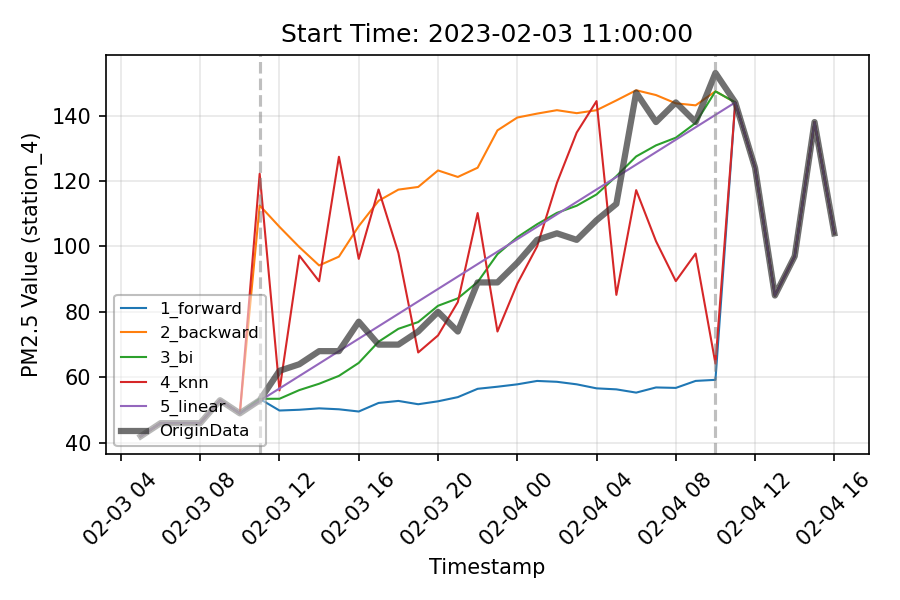 Start Time: 2023-02-03 11:00:00
PM2.5 Value (station_4)
140
120
100
80
60
40
1_forward
2_backward
3_bi
4_knn
5_linear
OriginData
02-03 04
02-03 08
02-03 12
02-03 16
02-03 20
02-04 00
02-04 04
02-04 08
02-04 12
02-04 16
Timestamp